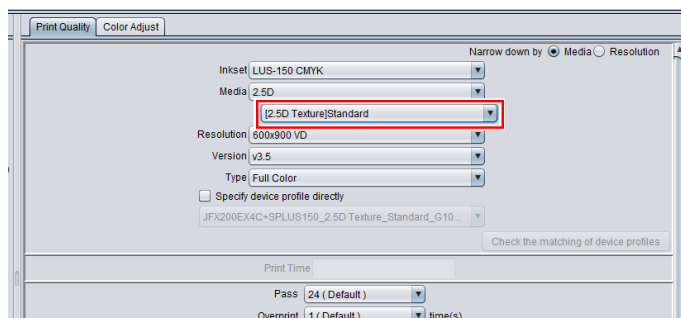 Print Quality Color Adjust
Narrow down by Media Resolution
Inkset LUS-150 CMYK
Media 2.5D
[2.5D Texture]Standard
Resolution 600x900 VD
Version v3.5
Type Full Color
Specify device profile directly
JFX200EX4C+SPLUS150_2.5D Texture_Standard_G10...
Check the matching of device profiles
Print Time
Pass 24 ( Default )
Overprint 1 ( Default ) time(s)